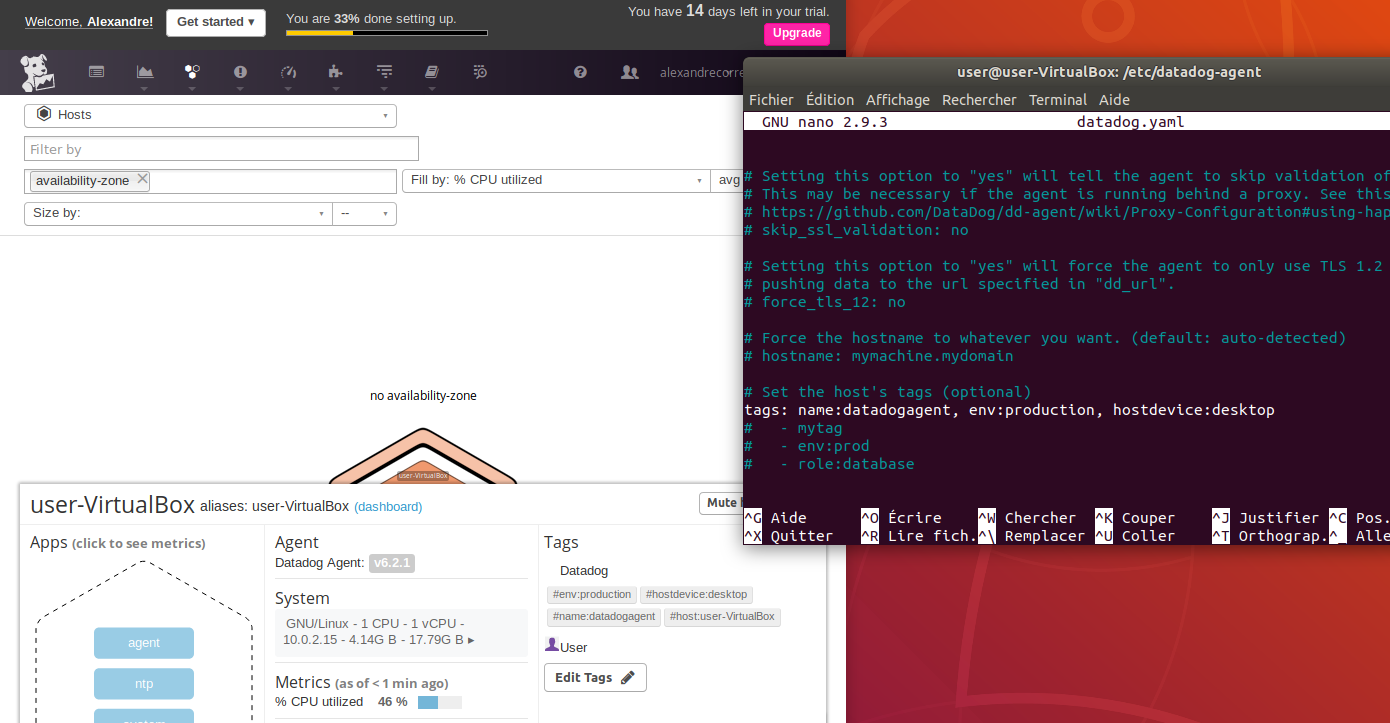 Welcome, Alexandre!
Get started ▾
You are 33% done setting up.
You have 14 days left in your trial.
Upgrade
alexandrecorre
Hosts
Filter by
availability-zone
Fill by: % CPU utilized
avg
Size by:
--
no availability-zone
user-VirtualBox
user-VirtualBox aliases: user-VirtualBox (dashboard)
Mute
Apps (click to see metrics)
agent
ntp
system
Agent
Datadog Agent: v6.2.1
System
GNU/Linux - 1 CPU - 1 vCPU -
10.0.2.15 - 4.14G B - 17.79G B ▸
Metrics (as of < 1 min ago)
% CPU utilized 46 %
Tags
Datadog
#env:production #hostdevice:desktop
#name:datadogagent #host:user-VirtualBox
User
Edit Tags
user@user-VirtualBox: /etc/datadog-agent
Fichier Édition Affichage Rechercher Terminal Aide
GNU nano 2.9.3 datadog.yaml
# Setting this option to "yes" will tell the agent to skip validation of
# This may be necessary if the agent is running behind a proxy. See this
# https://github.com/DataDog/dd-agent/wiki/Proxy-Configuration#using-hap
# skip_ssl_validation: no
# Setting this option to "yes" will force the agent to only use TLS 1.2
# pushing data to the url specified in "dd_url".
# force_tls_12: no
# Force the hostname to whatever you want. (default: auto-detected)
# hostname: mymachine.mydomain
# Set the host's tags (optional)
tags: name:datadogagent, env:production, hostdevice:desktop
#   - mytag
#   - env:prod
#   - role:database
^G Aide ^O Écrire ^W Chercher ^K Couper ^J Justifier ^C Pos.
^X Quitter ^R Lire fich. ^\ Remplacer ^U Coller ^T Orthograp. ^_ Alle